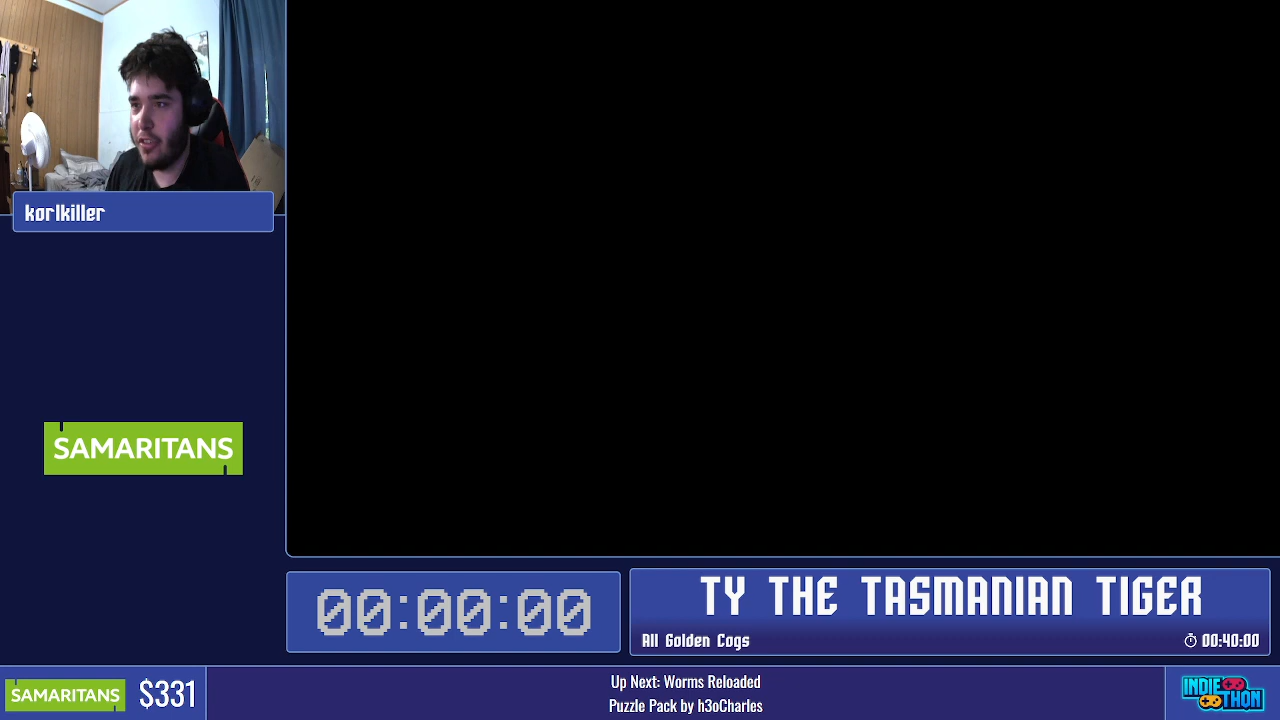 korlkiller
SAMARITANS
00:00:00
TY THE TASMANIAN TIGER
All Golden Cogs
00:40:00
SAMARITANS
$331
Up Next: Worms Reloaded
Puzzle Pack by h3oCharles
INDIE
THON